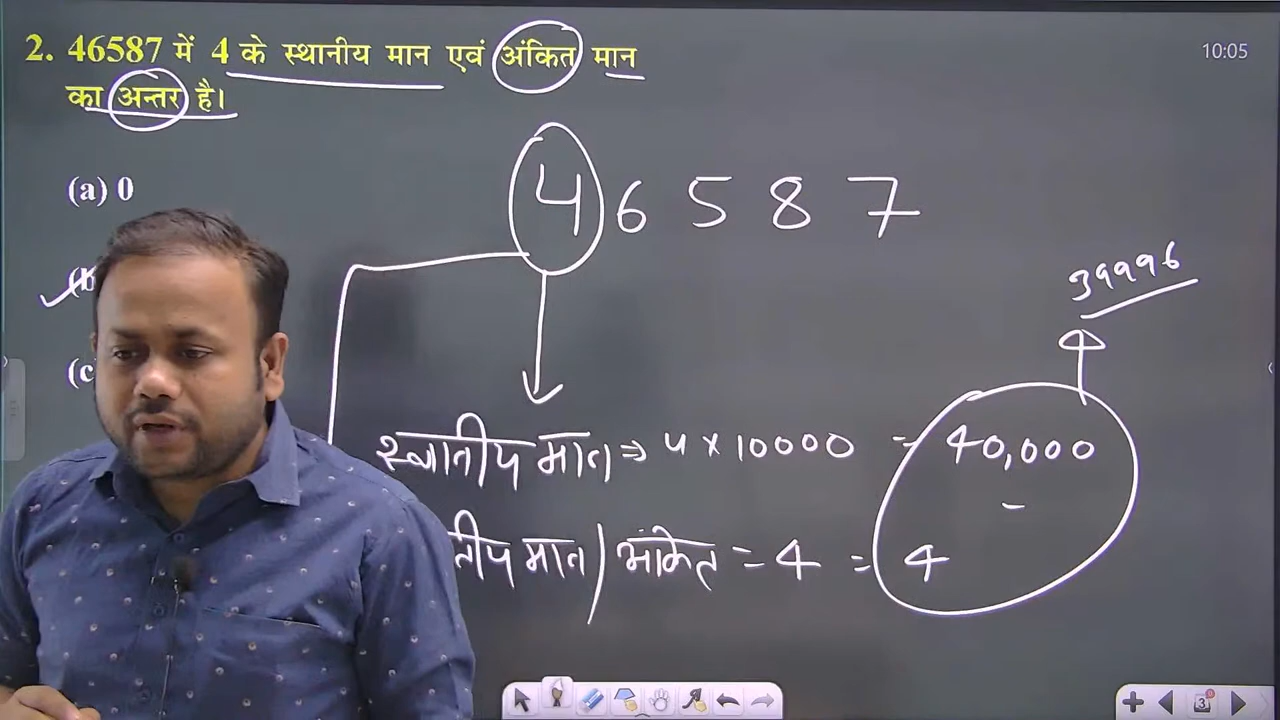 2. 46587 में 4 के स्थानीय मान एवं अंकित मान
का अन्तर है।
10:05
(a) 0
4 6 5 8 7
(b
39996
(c
स्थानीय मान ⇒ 4 × 10000 = 40,000
-
तीय मान / अंकित = 4 = 4
3